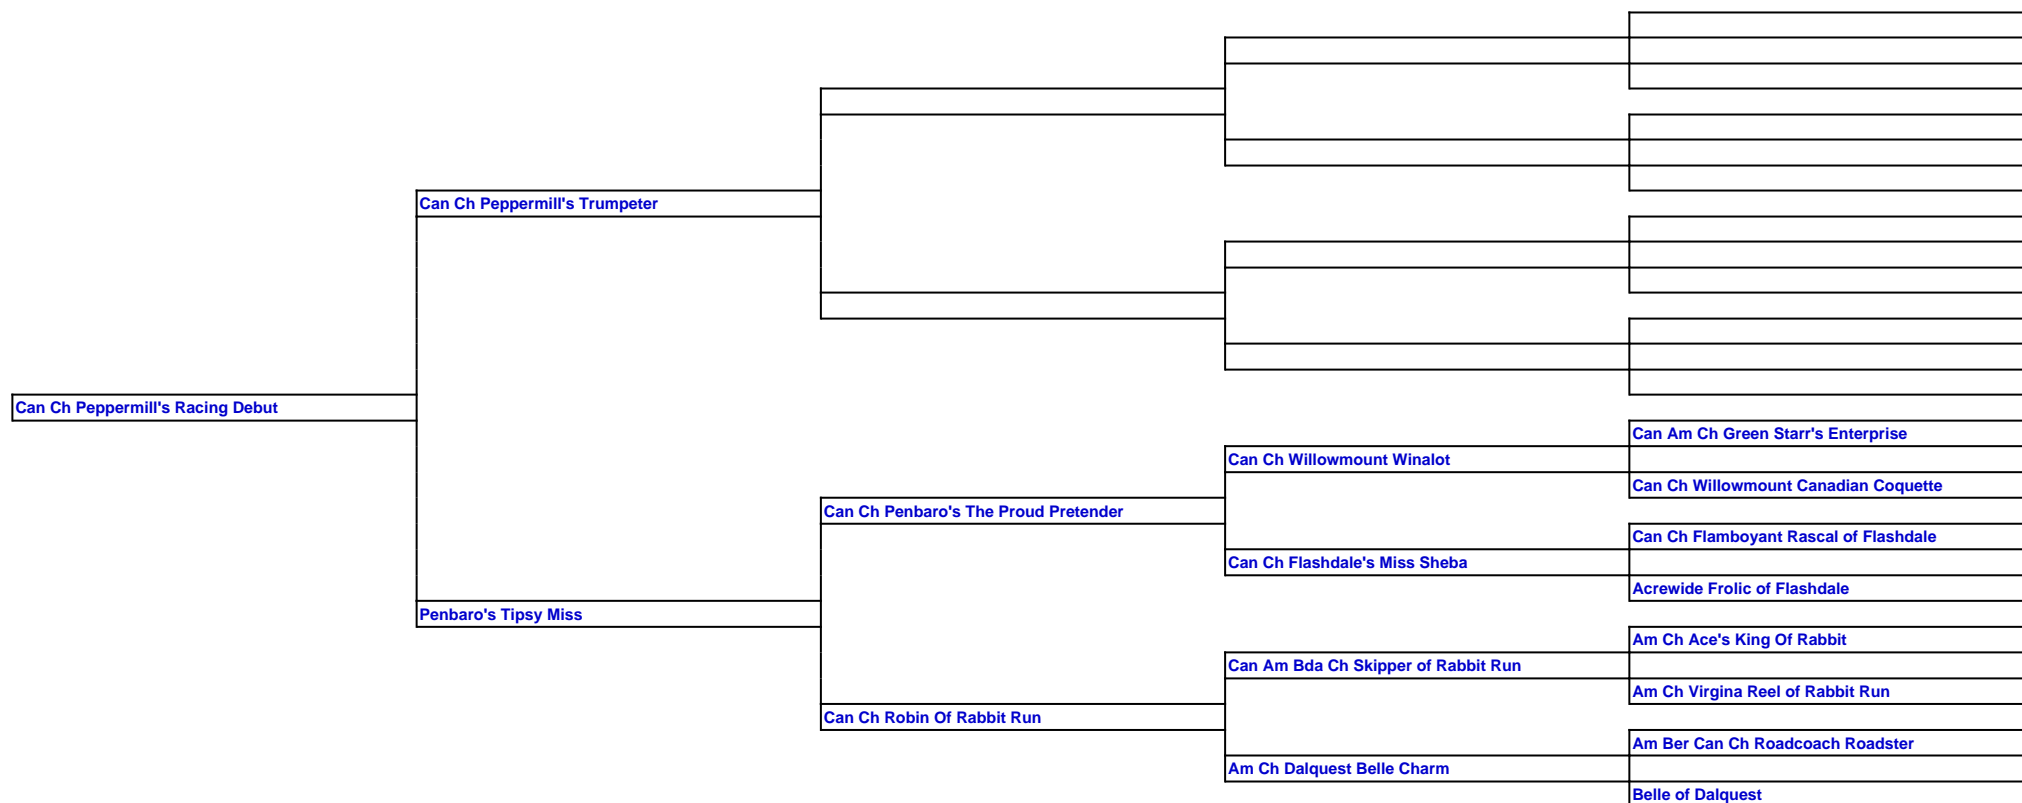 Can Ch Peppermill's Trumpeter
Can Ch Peppermill's Racing Debut
Can Am Ch Green Starr's Enterprise
Can Ch Willowmount Winalot
Can Ch Willowmount Canadian Coquette
Can Ch Penbaro's The Proud Pretender
Can Ch Flamboyant Rascal of Flashdale
Can Ch Flashdale's Miss Sheba
Acrewide Frolic of Flashdale
Penbaro's Tipsy Miss
Am Ch Ace's King Of Rabbit
Can Am Bda Ch Skipper of Rabbit Run
Am Ch Virgina Reel of Rabbit Run
Can Ch Robin Of Rabbit Run
Am Ber Can Ch Roadcoach Roadster
Am Ch Dalquest Belle Charm
Belle of Dalquest